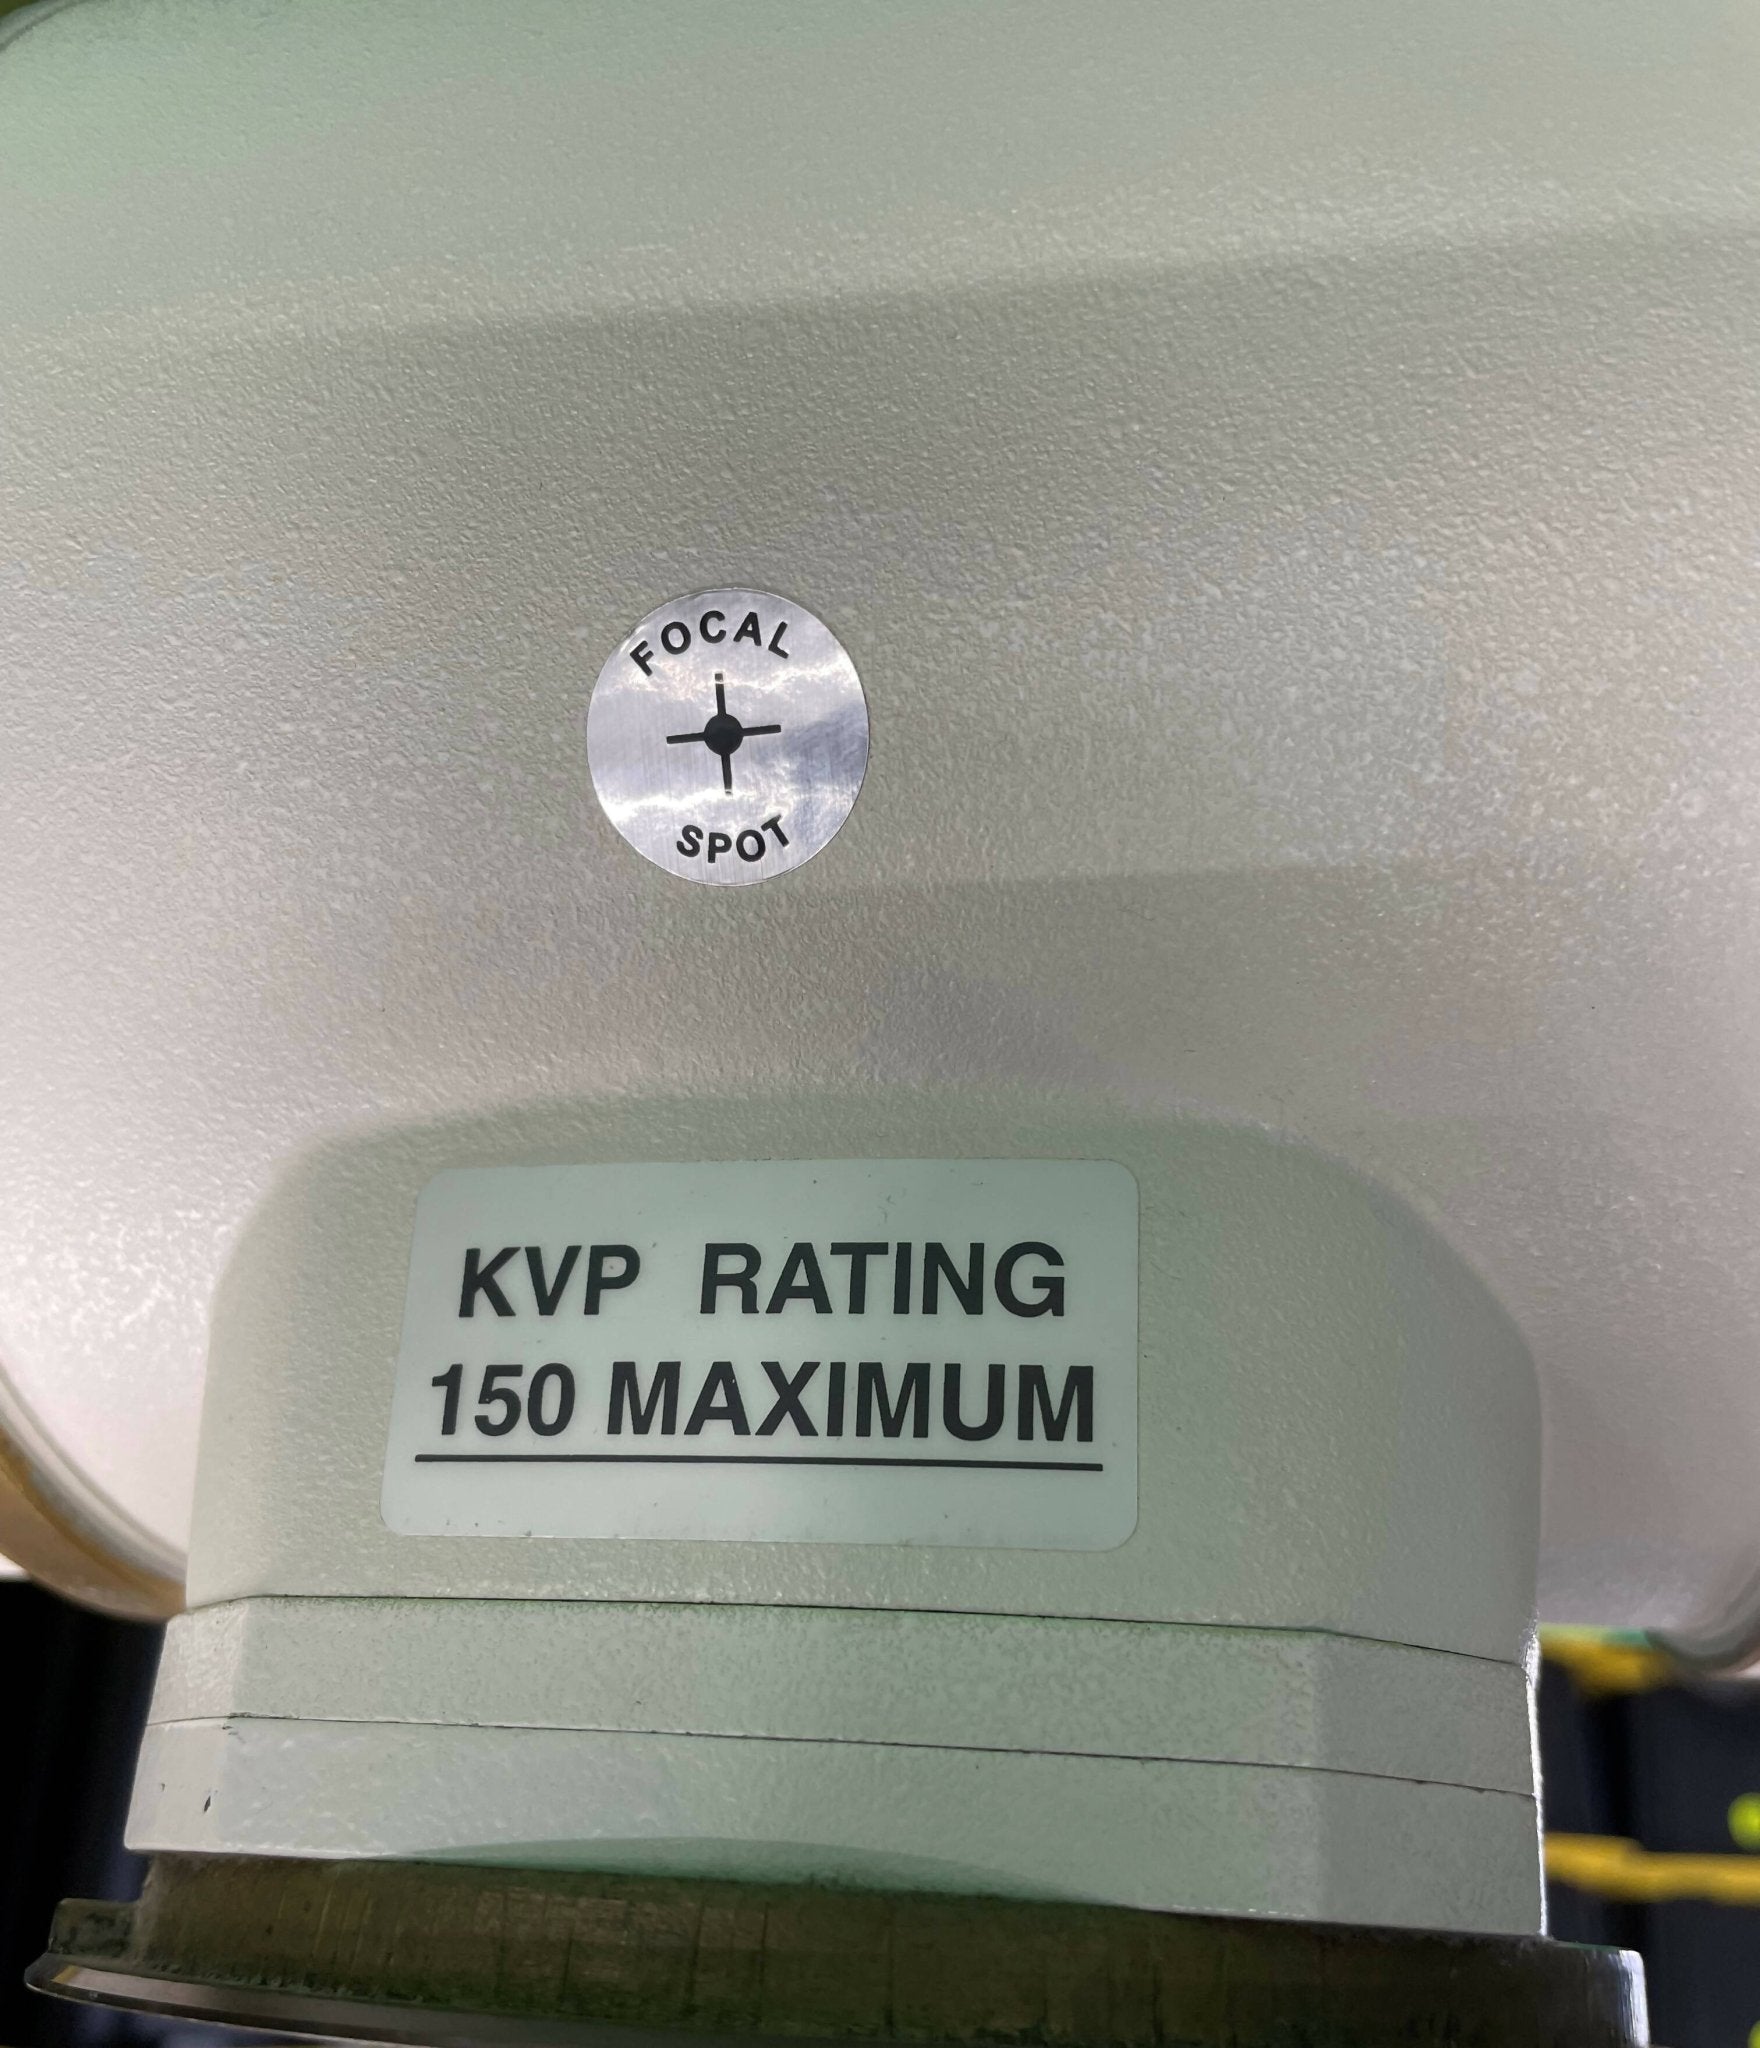 FOCAL
SPOT
KVP RATING
150 MAXIMUM